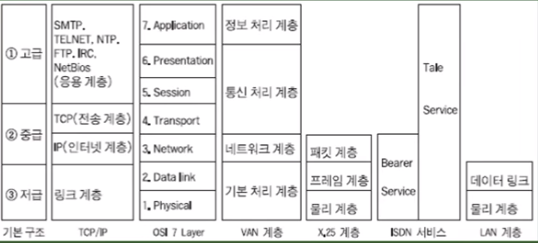 ① 고급
② 중급
③ 저급
기본 구조
SMTP.
TELNET, NTP.
FTP. IRC,
NetBios
(응용 계층)
TCP(전송 계층)
IP(인터넷 계층)
링크 계층
TCP/IP
7. Application
6. Presentation
5. Session
4. Transport
3. Network
2. Data link
1. Physical
OSI 7 Layer
정보 처리 계층
통신 처리 계층
네트워크 계층
기본 처리 계층
VAN 계층
패킷 계층
프레임 계층
물리 계층
X.25 계층
Bearer
Service
Tale
Service
ISDN 서비스
데이터 링크
물리 계층
LAN 계층